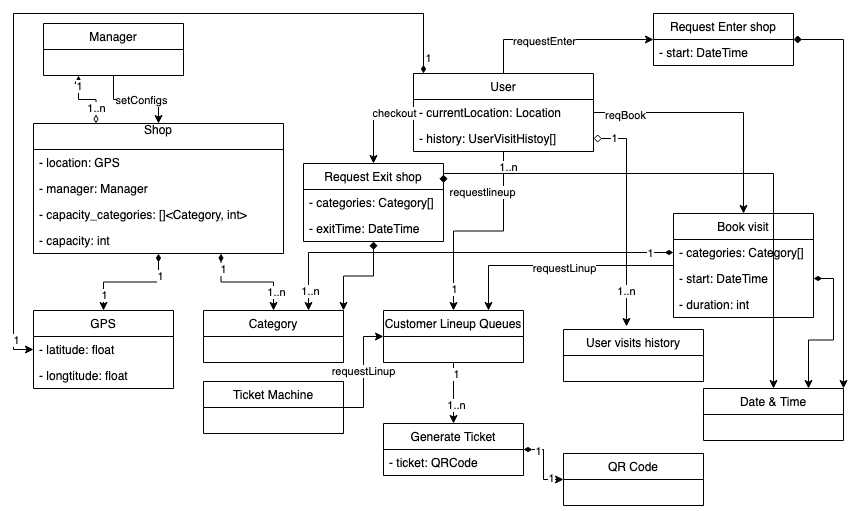 Manager
1
1..n
setConfigs
Shop
- location: GPS
- manager: Manager
- capacity_categories: []<Category, int>
- capacity: int
1
1
1..n
GPS
- latitude: float
- longtitude: float
1
1
User
- currentLocation: Location
- history: UserVisitHistoy[]
requestEnter
Request Enter shop
- start: DateTime
checkout
Request Exit shop
- categories: Category[]
- exitTime: DateTime
1..n
requestlineup
1
reqBook
1
1..n
Book visit
- categories: Category[]
- start: DateTime
- duration: int
1
1..n
requestLinup
Category
Customer Lineup Queues
User visits history
Ticket Machine
requestLinup
1
1..n
Date & Time
Generate Ticket
- ticket: QRCode
1
1
QR Code